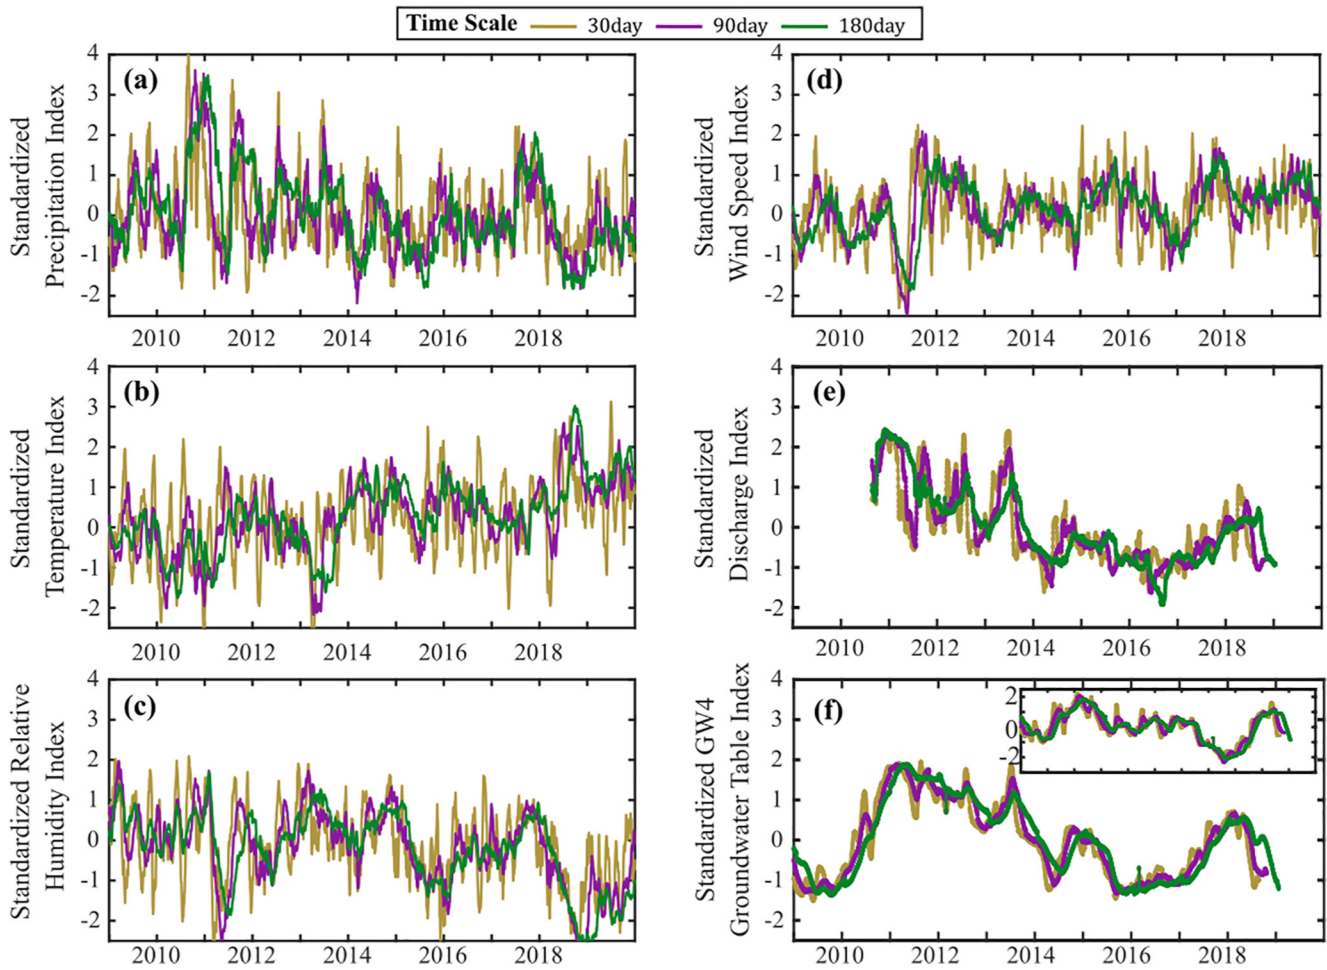 Time Scale 30day 90day 180day
(a)
Standardized
Precipitation Index
4
3
2
1
0
-1
-2
2010 2012 2014 2016 2018
(d)
Standardized
Wind Speed Index
4
3
2
1
0
-1
-2
2010 2012 2014 2016 2018
(b)
Standardized
Temperature Index
4
3
2
1
0
-1
-2
2010 2012 2014 2016 2018
(e)
Standardized
Discharge Index
4
3
2
1
0
-1
-2
2010 2012 2014 2016 2018
(c)
Standardized Relative
Humidity Index
4
3
2
1
0
-1
-2
2010 2012 2014 2016 2018
(f)
Standardized GW4
Groundwater Table Index
4
3
2
1
0
-1
-2
2010 2012 2014 2016 2018
2
0
-2